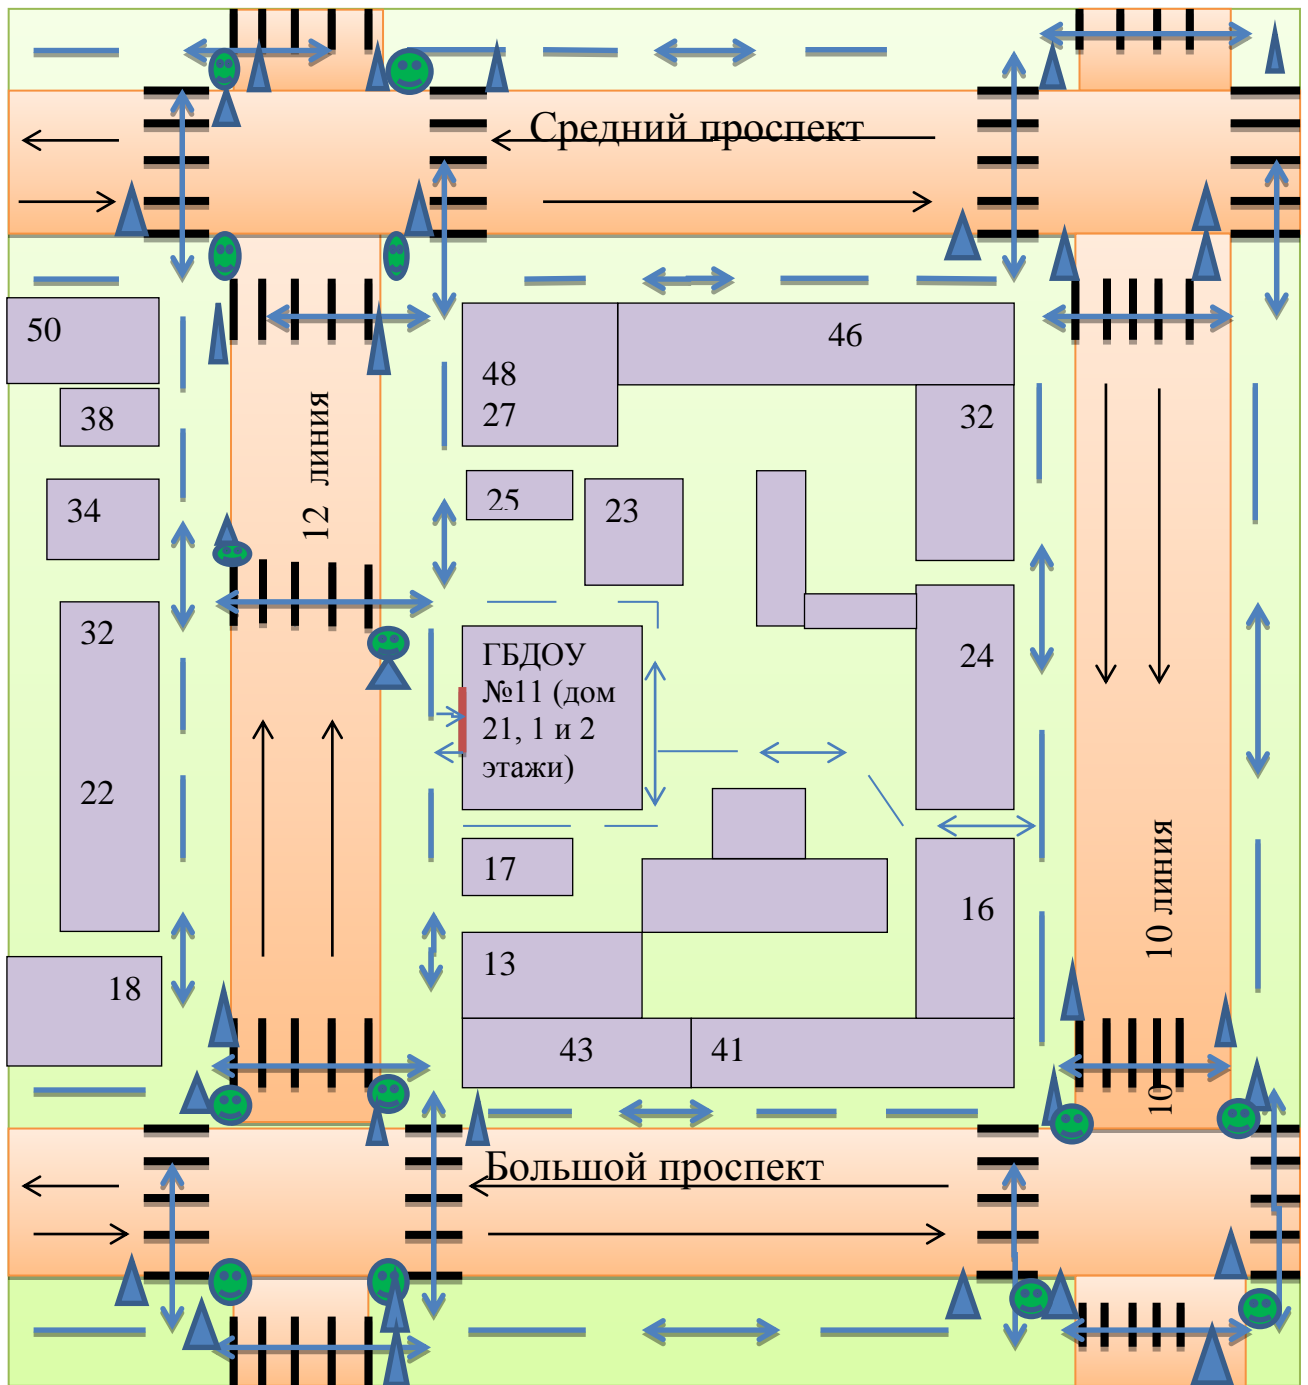 Средний проспект
50
46
48
27
38
32
12 линия
25
23
34
32
ГБДОУ
№11 (дом
21, 1 и 2
этажи)
24
22
17
10 линия
16
13
18
43
41
10
Большой проспект